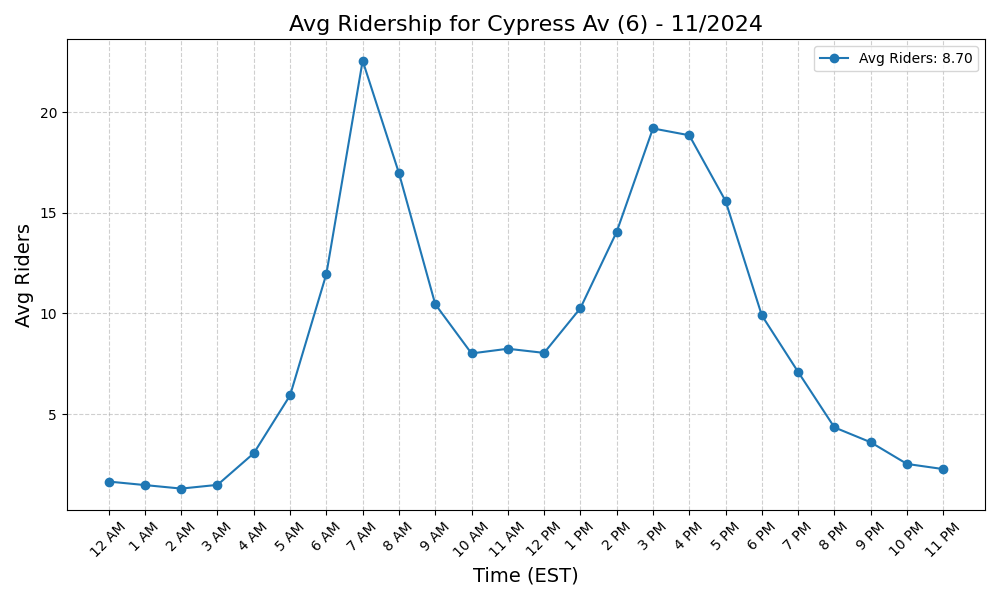 Avg Ridership for Cypress Av (6) - 11/2024
Avg Riders: 8.70
Avg Riders
20
15
10
5
12 AM
1 AM
2 AM
3 AM
4 AM
5 AM
6 AM
7 AM
8 AM
9 AM
10 AM
11 AM
12 PM
1 PM
2 PM
3 PM
4 PM
5 PM
6 PM
7 PM
8 PM
9 PM
10 PM
11 PM
Time (EST)